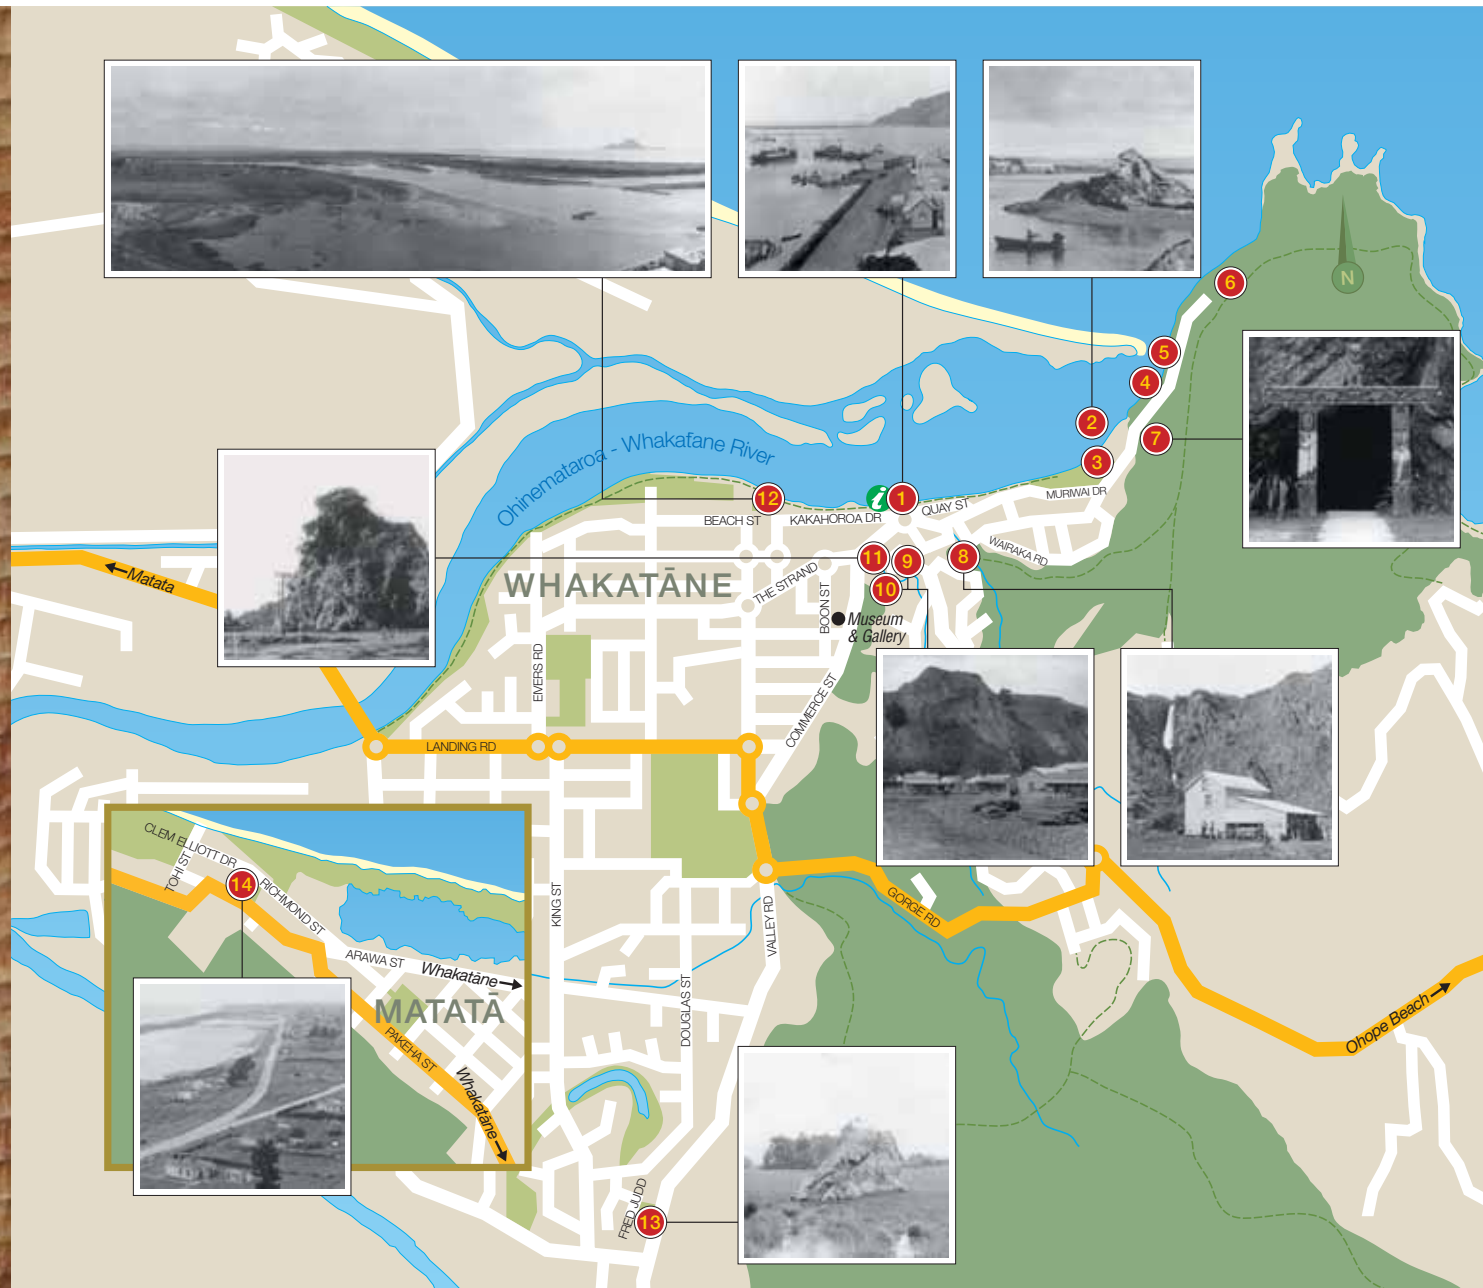 N
6
5
4
2
7
3
Ohinemataroa - Whakatane River
12
i
1
BEACH ST
KAKAHOROA DR
QUAY ST
MURIWAI DR
WAIRAKA RD
11
9
8
10
Matata
WHAKATĀNE
THE STRAND
BOON ST
Museum
& Gallery
EIVERS RD
COMMERCE ST
LANDING RD
CLEM ELLIOTT DR
TOHI ST
14
RICHMOND ST
ARAWA ST
Whakatāne
MATATĀ
PAKEHA ST
Whakatāne
KING ST
DOUGLAS ST
VALLEY RD
GORGE RD
Ohope Beach
FRED JUDD
13